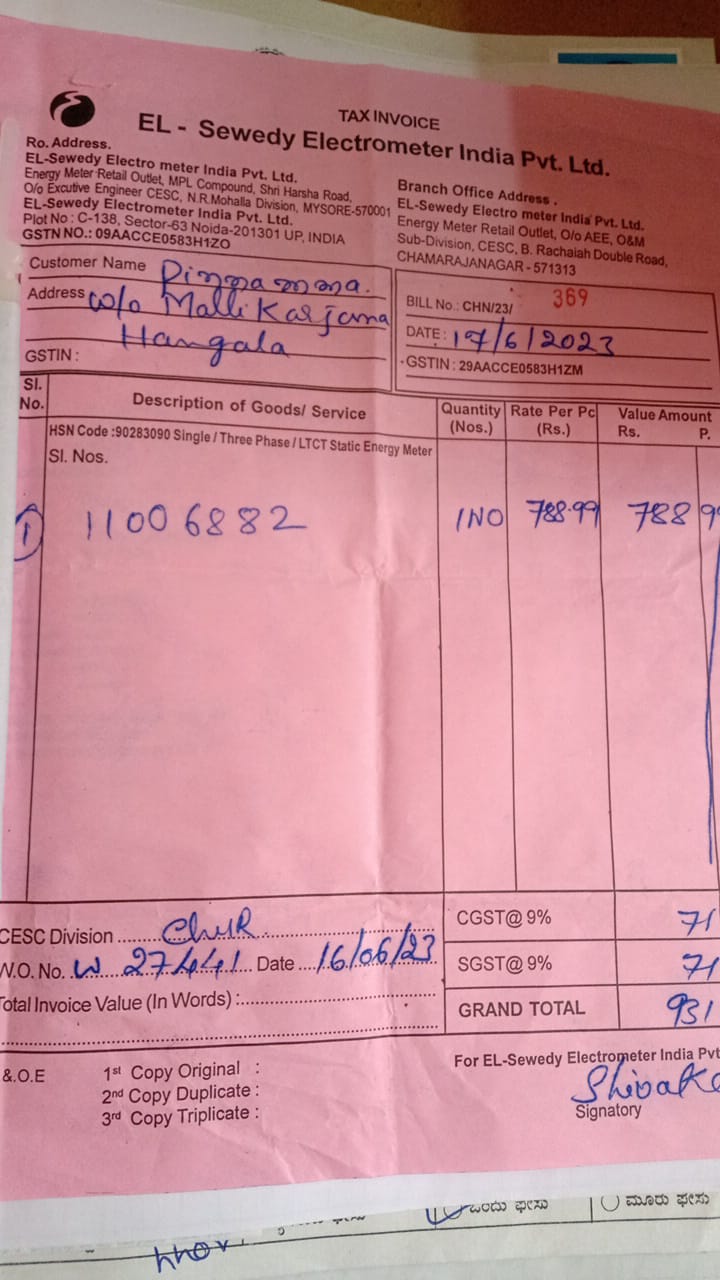 TAX INVOICE
EL - Sewedy Electrometer India Pvt. Ltd.
Ro. Address.
EL-Sewedy Electro meter India Pvt. Ltd.
Energy Meter Retail Outlet, MPL Compound, Shri Harsha Road,
O/o Excutive Engineer CESC, N.R.Mohalla Division, MYSORE-570001
EL-Sewedy Electrometer India Pvt. Ltd.
Plot No : C-138, Sector-63 Noida-201301 UP, INDIA
GSTN NO.: 09AACCE0583H1ZO
Branch Office Address .
EL-Sewedy Electro meter India Pvt. Ltd.
Energy Meter Retail Outlet, O/o AEE, O&M
Sub-Division, CESC, B. Rachaiah Double Road,
CHAMARAJANAGAR - 571313
Customer Name
Address w/o Mallikarjuna
Hangala
GSTIN :
BILL No.: CHN/23/ 369
DATE: 17/6/2023
GSTIN : 29AACCE0583H1ZM
Sl. No. Description of Goods/ Service Quantity (Nos.) Rate Per Pc (Rs.) Value Amount Rs. P.
HSN Code :90283090 Single / Three Phase / LTCT Static Energy Meter
Sl. Nos.
1 11006882 1NO 788.99 788 9
CGST@ 9% 71
CESC Division
W.O. No. W 27441 Date 16/06/23
SGST@ 9% 71
Total Invoice Value (In Words) :
GRAND TOTAL 931
&.O.E
1st Copy Original :
2nd Copy Duplicate :
3rd Copy Triplicate :
For EL-Sewedy Electrometer India Pvt
Signatory
ಒಂದು ಫೇಸು ಮೂರು ಫೇಸು